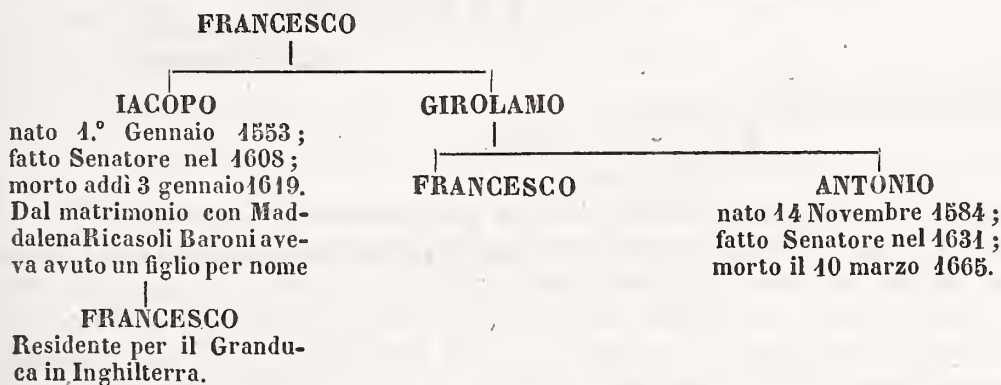 FRANCESCO
IACOPO
nato 1.° Gennaio 1553;
fatto Senatore nel 1608;
morto addì 3 gennaio 1619.
Dal matrimonio con Mad-
dalena Ricasoli Baroni ave-
va avuto un figlio per nome
FRANCESCO
Residente per il Grandu-
ca in Inghilterra.
GIROLAMO
FRANCESCO
ANTONIO
nato 14 Novembre 1584;
fatto Senatore nel 1631;
morto il 10 marzo 1665.